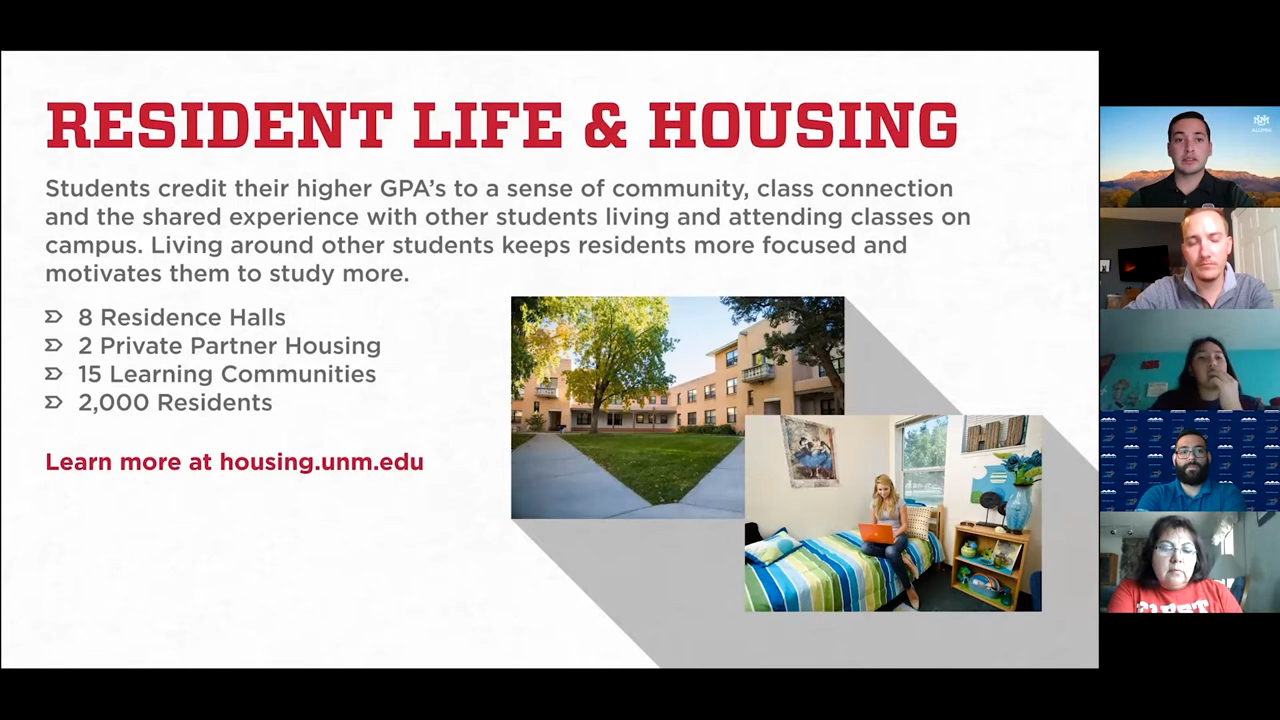 RESIDENT LIFE & HOUSING
Students credit their higher GPA's to a sense of community, class connection
and the shared experience with other students living and attending classes on
campus. Living around other students keeps residents more focused and
motivates them to study more.
8 Residence Halls
2 Private Partner Housing
15 Learning Communities
2,000 Residents
Learn more at housing.unm.edu
ALUMNI